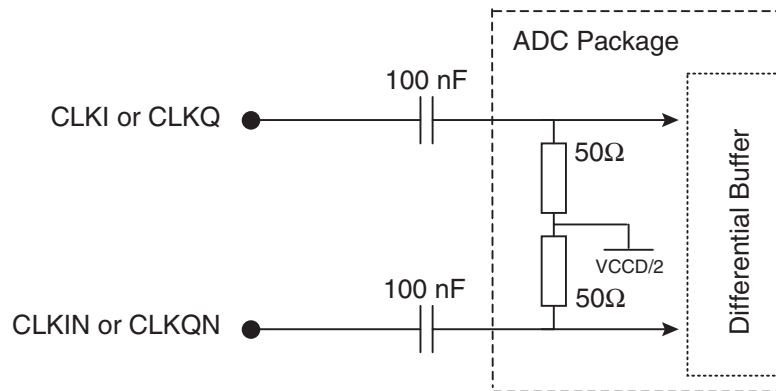 ADC Package
100 nF
CLKI or CLKQ
50Ω
VCCD/2
50Ω
100 nF
CLKIN or CLKQN
Differential Buffer